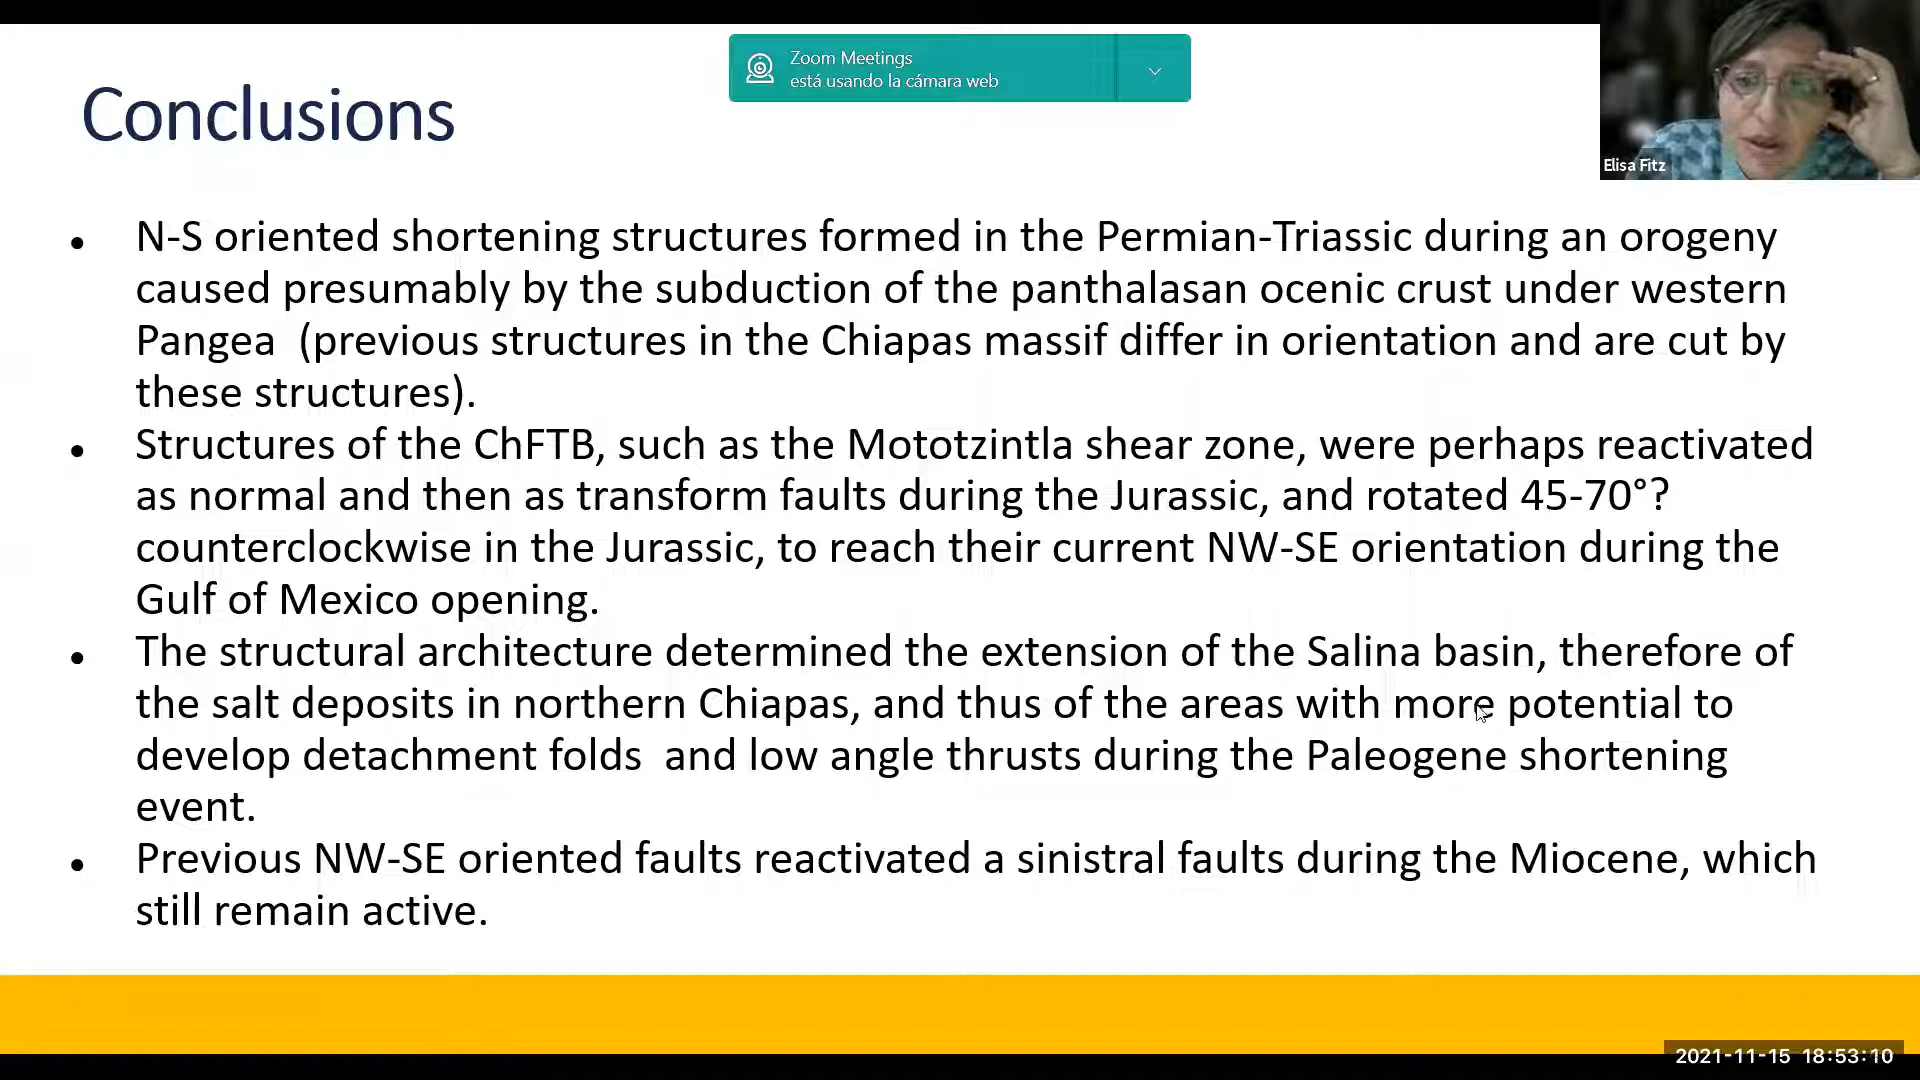 Zoom Meetings
está usando la cámara web
Conclusions
Elisa Fitz
• N-S oriented shortening structures formed in the Permian-Triassic during an orogeny
caused presumably by the subduction of the panthalasan ocenic crust under western
Pangea (previous structures in the Chiapas massif differ in orientation and are cut by
these structures).
• Structures of the ChFTB, such as the Mototzintla shear zone, were perhaps reactivated
as normal and then as transform faults during the Jurassic, and rotated 45-70°?
counterclockwise in the Jurassic, to reach their current NW-SE orientation during the
Gulf of Mexico opening.
• The structural architecture determined the extension of the Salina basin, therefore of
the salt deposits in northern Chiapas, and thus of the areas with more potential to
develop detachment folds and low angle thrusts during the Paleogene shortening
event.
• Previous NW-SE oriented faults reactivated a sinistral faults during the Miocene, which
still remain active.
2021-11-15 18:53:10